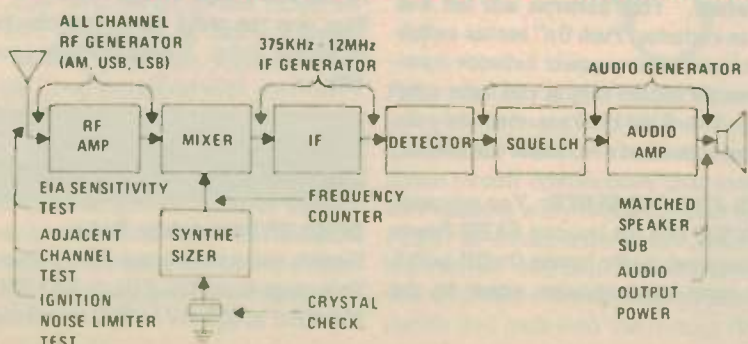 ALL CHANNEL
RF GENERATOR
(AM, USB, LSB)
375KHz - 12MHz
IF GENERATOR
AUDIO GENERATOR
RF
AMP
MIXER
IF
DETECTOR
SQUELCH
AUDIO
AMP
EIA SENSITIVITY
TEST
ADJACENT
CHANNEL
TEST
IGNITION
NOISE LIMITER
TEST
SYNTHE-
SIZER
FREQUENCY
COUNTER
CRYSTAL
CHECK
MATCHED
SPEAKER
SUB
AUDIO
OUTPUT
POWER